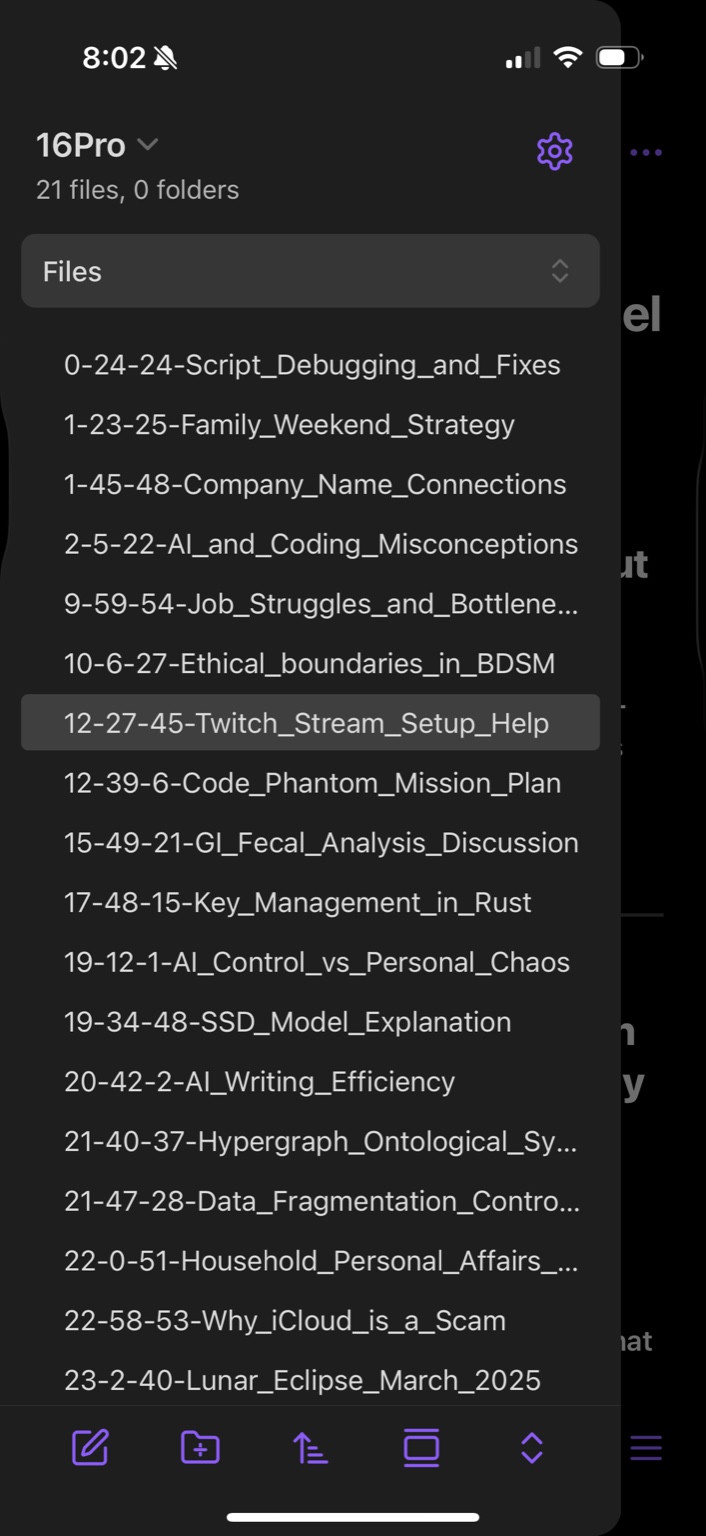 8:02
16Pro
21 files, 0 folders
Files
0-24-24-Script_Debugging_and_Fixes
1-23-25-Family_Weekend_Strategy
1-45-48-Company_Name_Connections
2-5-22-AI_and_Coding_Misconceptions
9-59-54-Job_Struggles_and_Bottlene...
10-6-27-Ethical_boundaries_in_BDSM
12-27-45-Twitch_Stream_Setup_Help
12-39-6-Code_Phantom_Mission_Plan
15-49-21-GI_Fecal_Analysis_Discussion
17-48-15-Key_Management_in_Rust
19-12-1-AI_Control_vs_Personal_Chaos
19-34-48-SSD_Model_Explanation
20-42-2-AI_Writing_Efficiency
21-40-37-Hypergraph_Ontological_Sy...
21-47-28-Data_Fragmentation_Contro...
22-0-51-Household_Personal_Affairs_...
22-58-53-Why_iCloud_is_a_Scam
23-2-40-Lunar_Eclipse_March_2025